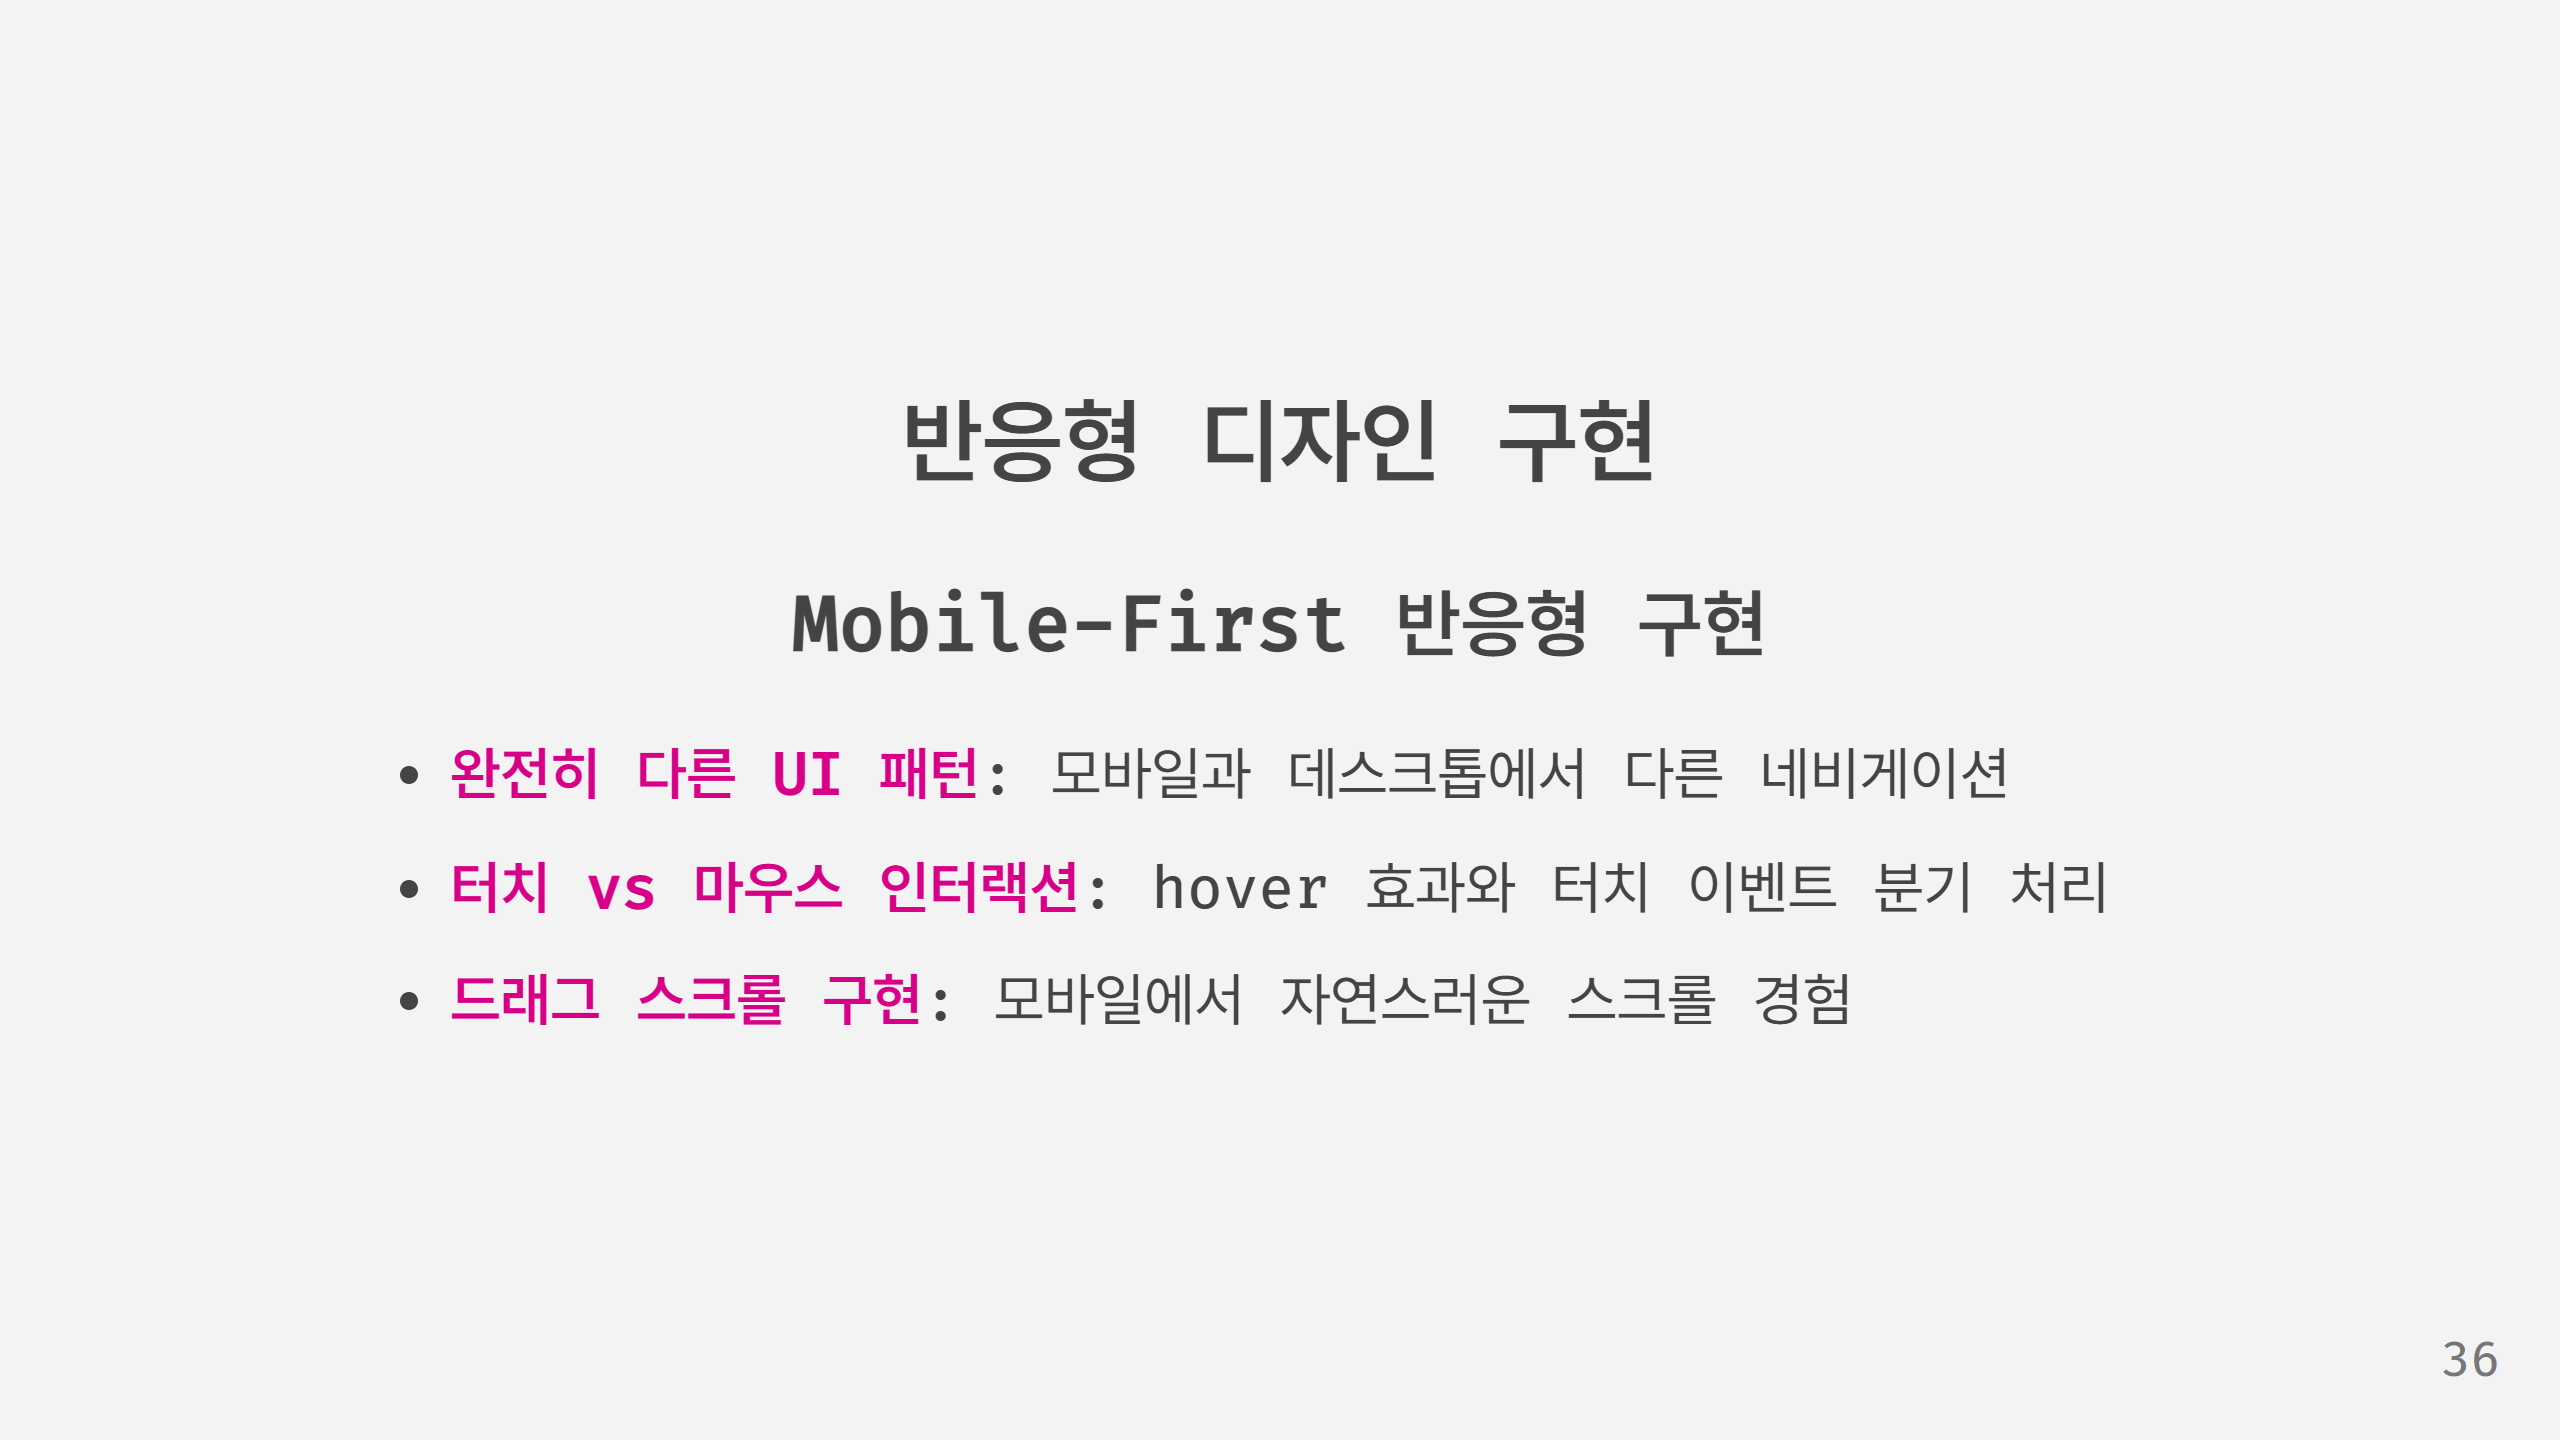 반응형 디자인 구현
Mobile-First 반응형 구현
• 완전히 다른 UI 패턴: 모바일과 데스크톱에서 다른 네비게이션
• 터치 vs 마우스 인터랙션: hover 효과와 터치 이벤트 분기 처리
• 드래그 스크롤 구현: 모바일에서 자연스러운 스크롤 경험
36